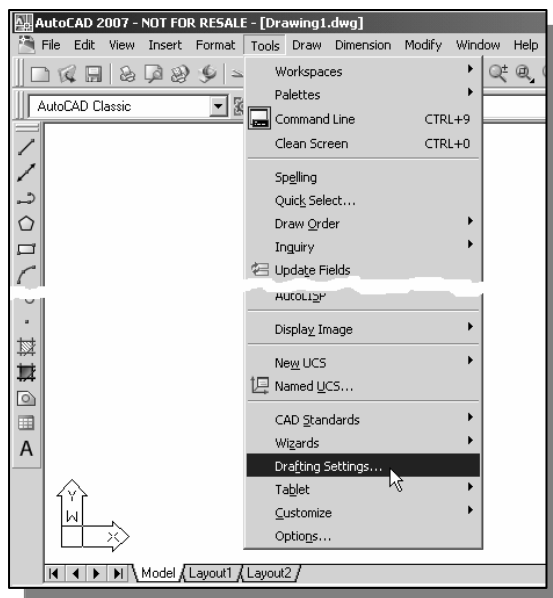 AutoCAD 2007 - NOT FOR RESALE - [Drawing1.dwg]
File Edit View Insert Format Tools Draw Dimension Modify Window Help
AutoCAD Classic
Workspaces
Palettes
Command Line CTRL+9
Clean Screen CTRL+0
Spelling
Quick Select...
Draw Order
Inquiry
Update Fields
AutoLISP
Display Image
New UCS
Named UCS...
CAD Standards
Wizards
Drafting Settings...
Tablet
Customize
Options...
A
Y
W
X
Model Layout1 Layout2